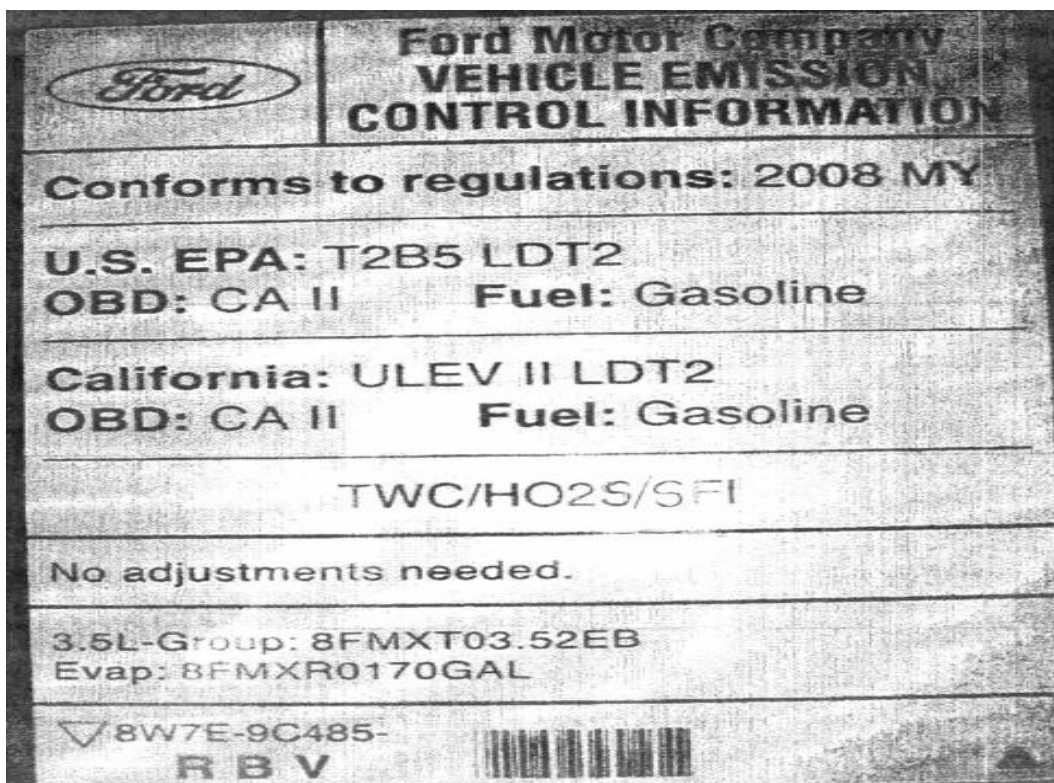 Ford
Ford Motor Company
VEHICLE EMISSION
CONTROL INFORMATION
Conforms to regulations: 2008 MY
U.S. EPA: T2B5 LDT2
OBD: CA II Fuel: Gasoline
California: ULEV II LDT2
OBD: CA II Fuel: Gasoline
TWC/HO2S/SFI
No adjustments needed.
3.5L-Group: 8FMXT03.52EB
Evap: 8FMXR0170GAL
8W7E-9C485-
R B V